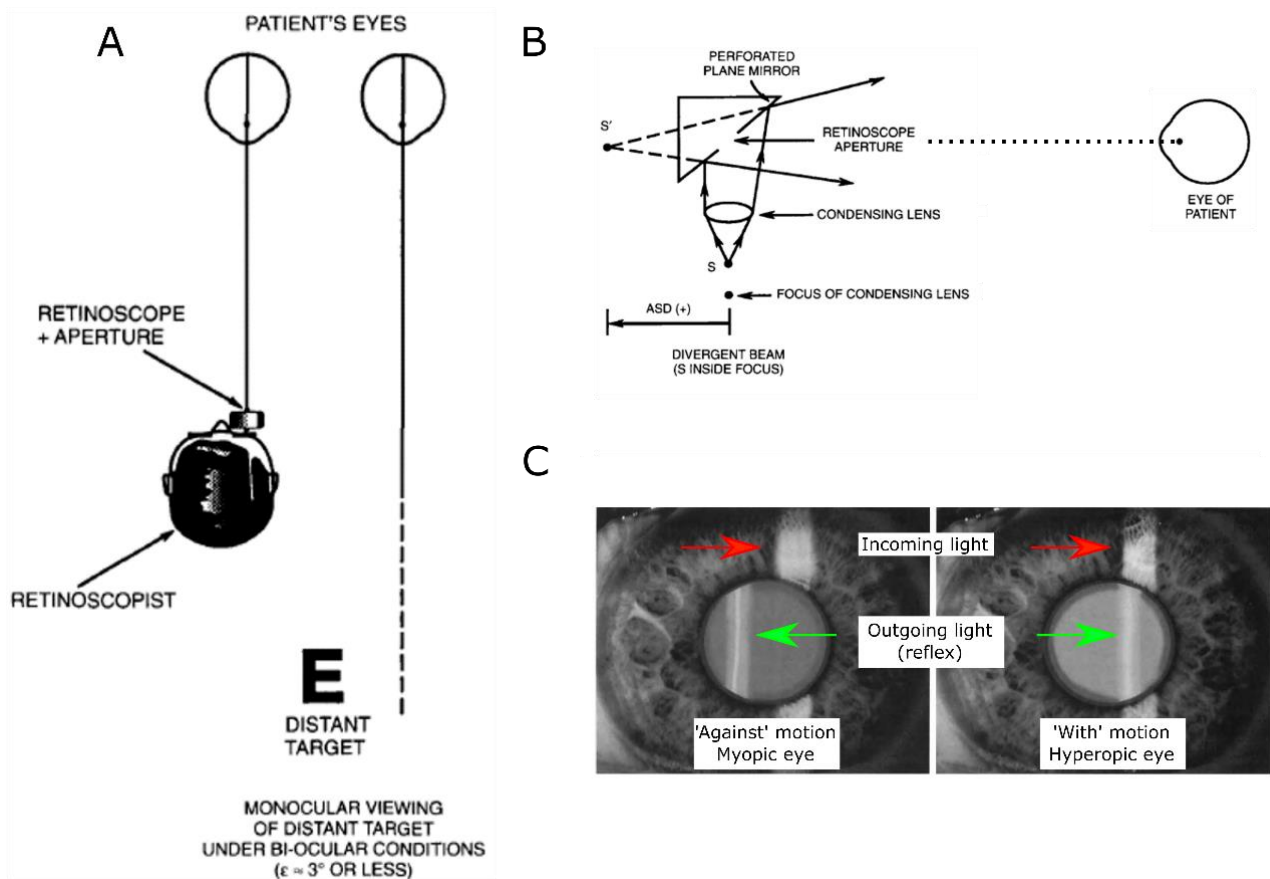 A
PATIENT'S EYES
RETINOSCOPE
+ APERTURE
RETINOSCOPIST
E
DISTANT
TARGET
MONOCULAR VIEWING
OF DISTANT TARGET
UNDER BI-OCULAR CONDITIONS
(ε ≈ 3° OR LESS)
B
PERFORATED
PLANE MIRROR
S'
RETINOSCOPE
APERTURE
EYE OF
PATIENT
CONDENSING LENS
S
FOCUS OF CONDENSING LENS
ASD (+)
DIVERGENT BEAM
(S INSIDE FOCUS)
C
Incoming light
Outgoing light
(reflex)
'Against' motion
Myopic eye
'With' motion
Hyperopic eye